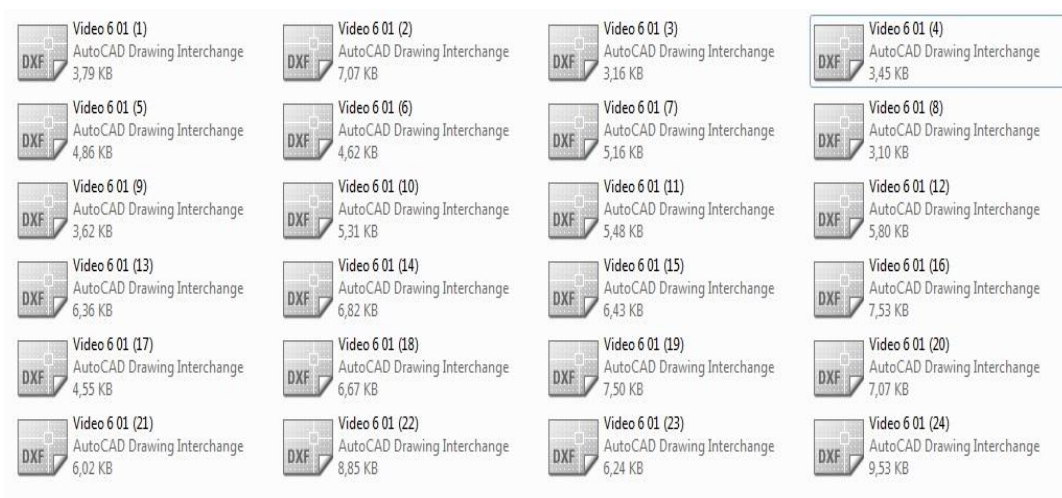 Video 6 01 (1)
AutoCAD Drawing Interchange
3,79 KB
DXF
Video 6 01 (2)
AutoCAD Drawing Interchange
7,07 KB
DXF
Video 6 01 (3)
AutoCAD Drawing Interchange
3,16 KB
DXF
Video 6 01 (4)
AutoCAD Drawing Interchange
3,45 KB
DXF
Video 6 01 (5)
AutoCAD Drawing Interchange
4,86 KB
DXF
Video 6 01 (6)
AutoCAD Drawing Interchange
4,62 KB
DXF
Video 6 01 (7)
AutoCAD Drawing Interchange
5,16 KB
DXF
Video 6 01 (8)
AutoCAD Drawing Interchange
3,10 KB
DXF
Video 6 01 (9)
AutoCAD Drawing Interchange
3,62 KB
DXF
Video 6 01 (10)
AutoCAD Drawing Interchange
5,31 KB
DXF
Video 6 01 (11)
AutoCAD Drawing Interchange
5,48 KB
DXF
Video 6 01 (12)
AutoCAD Drawing Interchange
5,80 KB
DXF
Video 6 01 (13)
AutoCAD Drawing Interchange
6,36 KB
DXF
Video 6 01 (14)
AutoCAD Drawing Interchange
6,82 KB
DXF
Video 6 01 (15)
AutoCAD Drawing Interchange
6,43 KB
DXF
Video 6 01 (16)
AutoCAD Drawing Interchange
7,53 KB
DXF
Video 6 01 (17)
AutoCAD Drawing Interchange
4,55 KB
DXF
Video 6 01 (18)
AutoCAD Drawing Interchange
6,67 KB
DXF
Video 6 01 (19)
AutoCAD Drawing Interchange
7,50 KB
DXF
Video 6 01 (20)
AutoCAD Drawing Interchange
7,07 KB
DXF
Video 6 01 (21)
AutoCAD Drawing Interchange
6,02 KB
DXF
Video 6 01 (22)
AutoCAD Drawing Interchange
8,85 KB
DXF
Video 6 01 (23)
AutoCAD Drawing Interchange
6,24 KB
DXF
Video 6 01 (24)
AutoCAD Drawing Interchange
9,53 KB
DXF